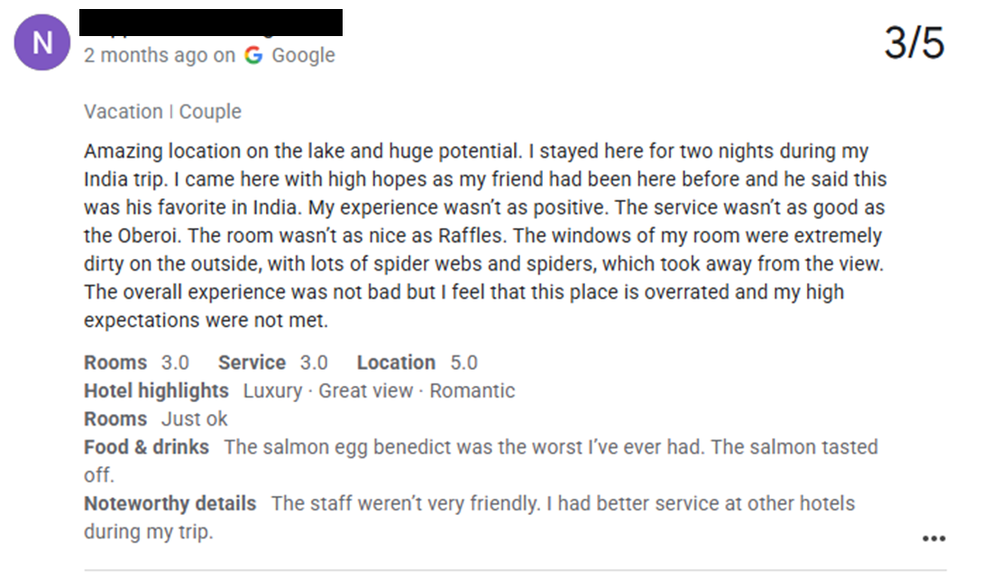 N
3/5
2 months ago on Google
Vacation | Couple
Amazing location on the lake and huge potential. I stayed here for two nights during my
India trip. I came here with high hopes as my friend had been here before and he said this
was his favorite in India. My experience wasn't as positive. The service wasn't as good as
the Oberoi. The room wasn't as nice as Raffles. The windows of my room were extremely
dirty on the outside, with lots of spider webs and spiders, which took away from the view.
The overall experience was not bad but I feel that this place is overrated and my high
expectations were not met.
Rooms 3.0 Service 3.0 Location 5.0
Hotel highlights Luxury · Great view · Romantic
Rooms Just ok
Food & drinks The salmon egg benedict was the worst I've ever had. The salmon tasted
off.
Noteworthy details The staff weren't very friendly. I had better service at other hotels
during my trip.